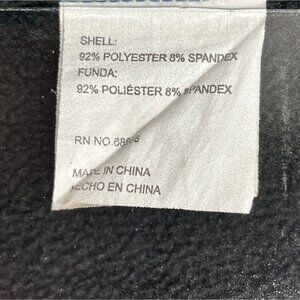 SHELL:
92% POLYESTER 8% SPANDEX
FUNDA:
92% POLIÉSTER 8% SPANDEX
RN NO.
MADE IN CHINA
HECHO EN CHINA